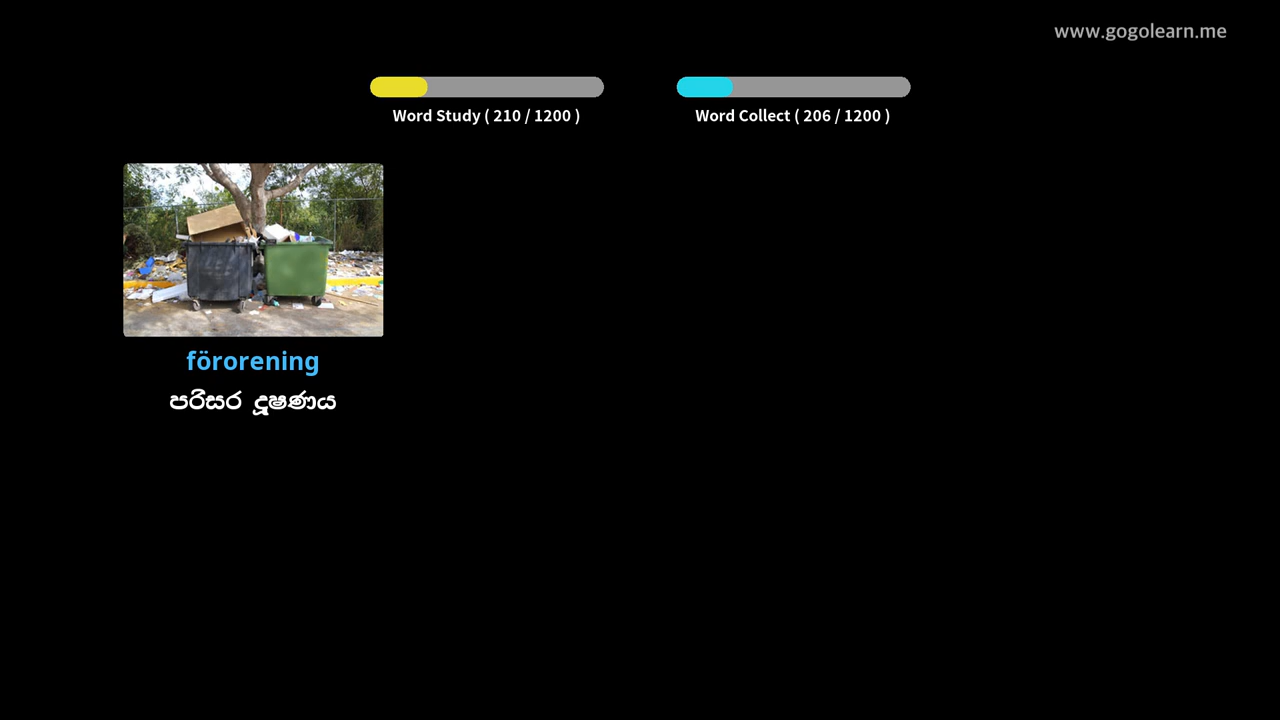 www.gogolearn.me
Word Study ( 210 / 1200 )
Word Collect ( 206 / 1200 )
förorening
පරිසර දූෂණය